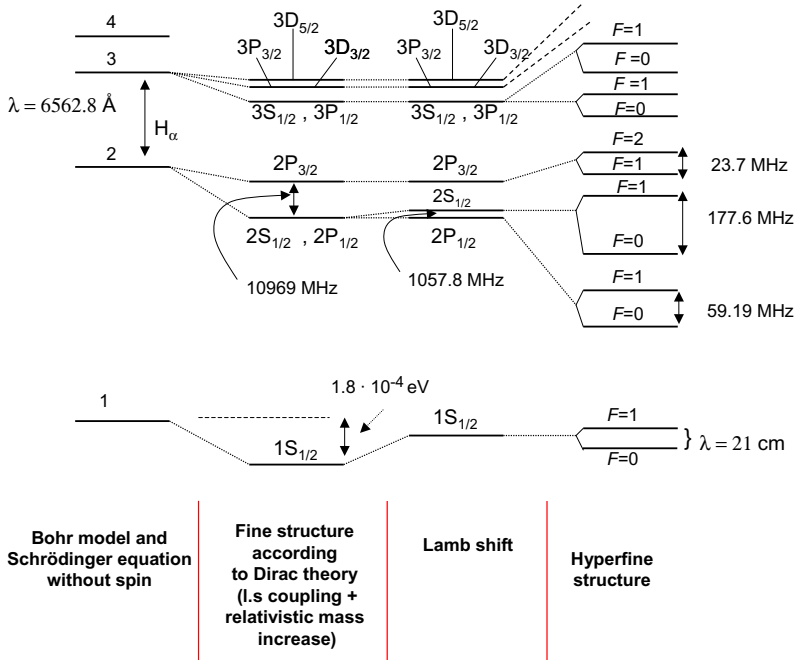 4
3
λ = 6562.8 Å
Hα
2
1
3D5/2
3P3/2 3D3/2
3S1/2 , 3P1/2
2P3/2
2S1/2 , 2P1/2
10969 MHz
1S1/2
3D5/2
3P3/2 3D3/2
3S1/2 , 3P1/2
2P3/2
2S1/2
2P1/2
1057.8 MHz
1.8 · 10-4 eV
1S1/2
F=1
F=0
F=1
F=0
F=2
F=1
23.7 MHz
F=1
177.6 MHz
F=0
F=1
F=0
59.19 MHz
F=1
F=0
} λ = 21 cm
Bohr model and
Schrödinger equation
without spin
Fine structure
according
to Dirac theory
(l.s coupling +
relativistic mass
increase)
Lamb shift
Hyperfine
structure